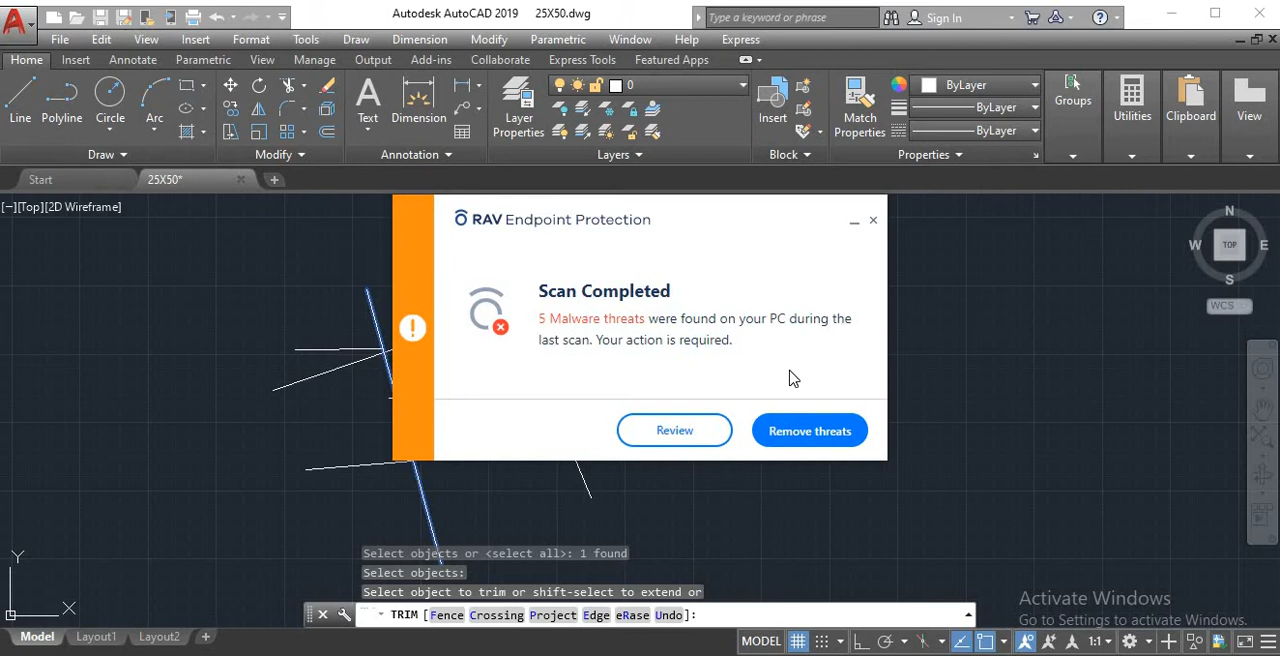 Autodesk AutoCAD 2019 25X50.dwg
Type a keyword or phrase
Sign In
File Edit View Insert Format Tools Draw Dimension Modify Parametric Window Help Express
Home Insert Annotate Parametric View Manage Output Add-ins Collaborate Express Tools Featured Apps
0
ByLayer
ByLayer
ByLayer
Line Polyline Circle Arc
Text Dimension
Layer
Properties
Insert
Match
Properties
Groups
Utilities
Clipboard
View
Draw Modify Annotation Layers Block Properties
Start 25X50*
[−][Top][2D Wireframe]
RAV Endpoint Protection
Scan Completed
5 Malware threats were found on your PC during the
last scan. Your action is required.
Review Remove threats
N
W TOP E
S
WCS
Y
X
Select objects or <select all>: 1 found
Select objects:
Select object to trim or shift-select to extend or
TRIM [Fence Crossing Project Edge eRase Undo]:
Activate Windows
Go to Settings to activate Windows.
Model Layout1 Layout2
MODEL 1:1